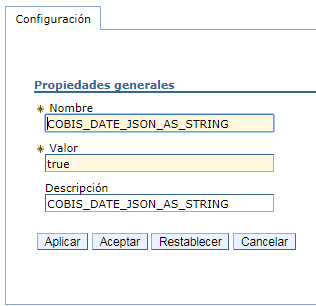 Configuración
Propiedades generales
* Nombre
COBIS_DATE_JSON_AS_STRING
* Valor
true
Descripción
COBIS_DATE_JSON_AS_STRING
Aplicar Aceptar Restablecer Cancelar